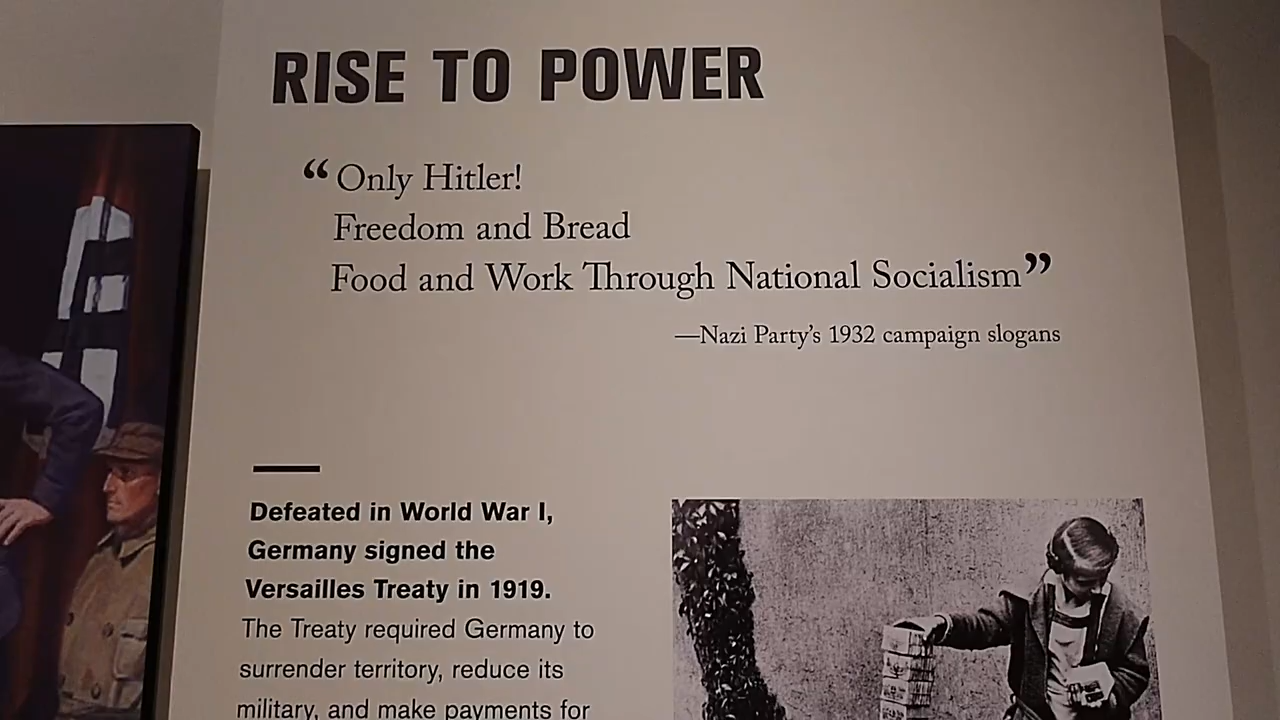 RISE TO POWER
“Only Hitler!
Freedom and Bread
Food and Work Through National Socialism”
—Nazi Party’s 1932 campaign slogans
Defeated in World War I,
Germany signed the
Versailles Treaty in 1919.
The Treaty required Germany to
surrender territory, reduce its
military, and make payments for